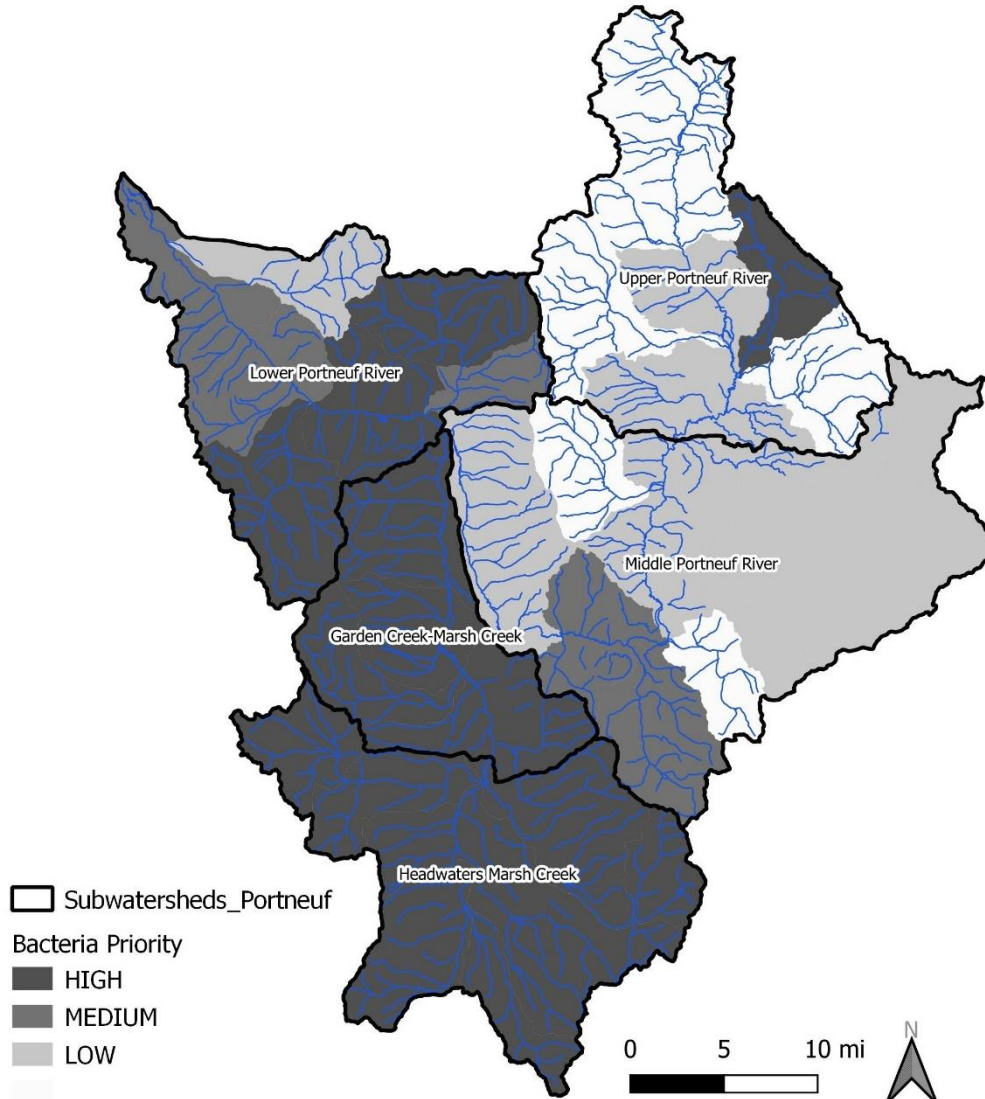 Upper Portneuf River
Lower Portneuf River
Middle Portneuf River
Garden Creek-Marsh Creek
Headwaters Marsh Creek
Subwatersheds_Portneuf
Bacteria Priority
HIGH
MEDIUM
LOW
0 5 10 mi
N